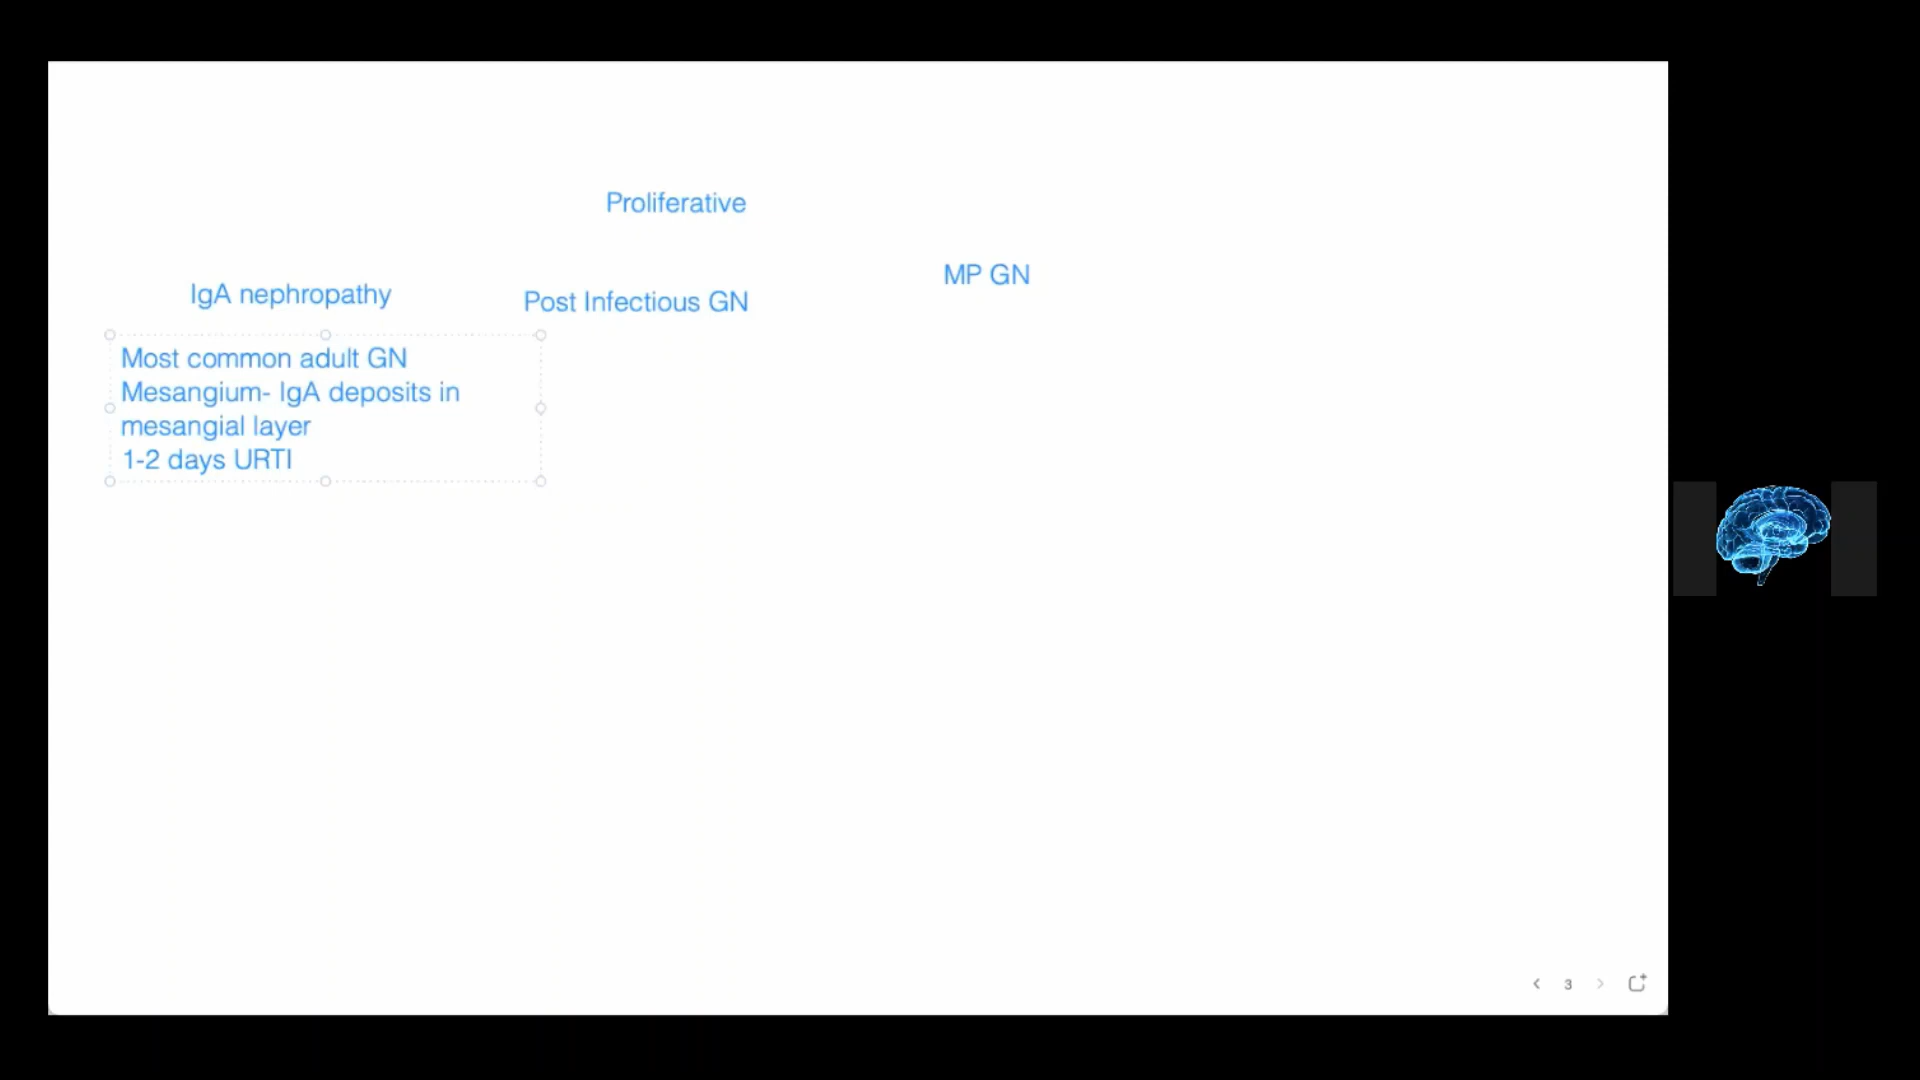 Proliferative
MP GN
IgA nephropathy
Post Infectious GN
Most common adult GN
Mesangium- IgA deposits in
mesangial layer
1-2 days URTI
3